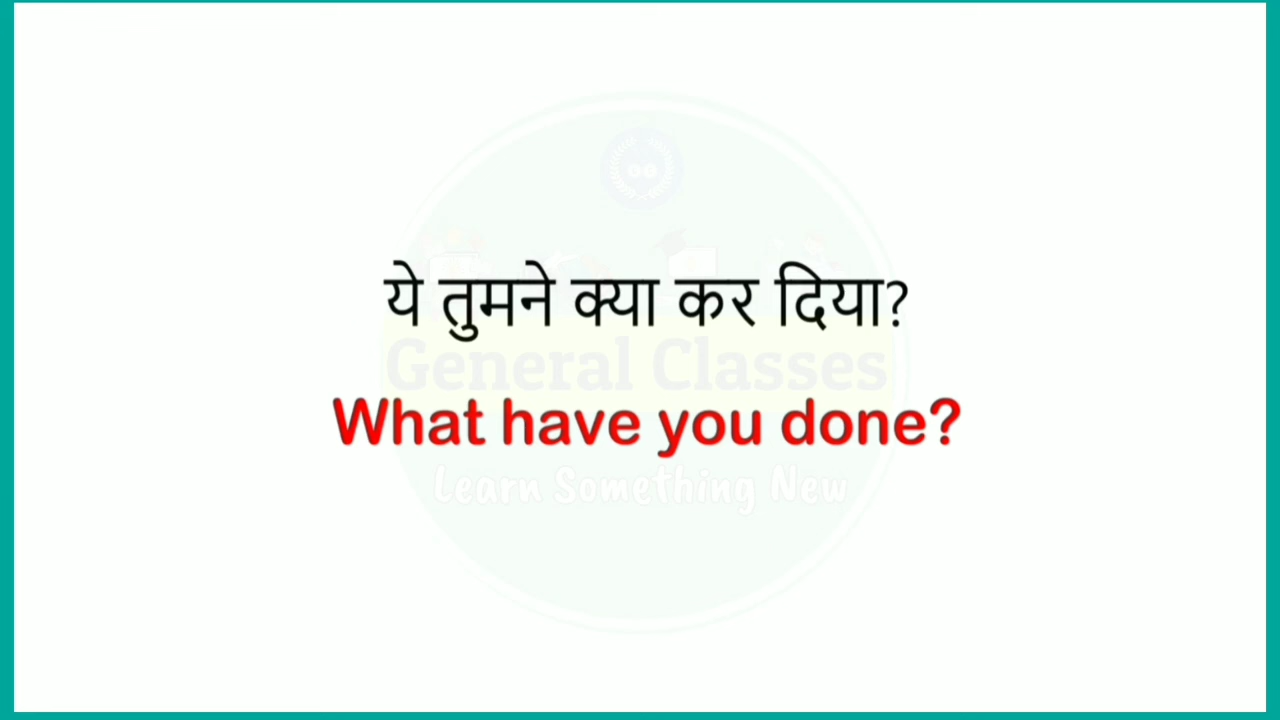 ये तुमने क्या कर दिया?
General Classes
What have you done?
Learn Something New